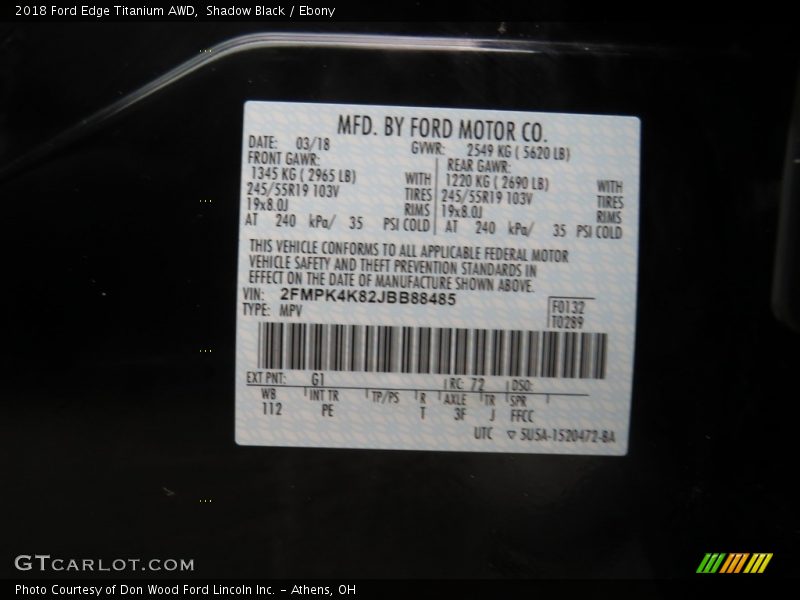 2018 Ford Edge Titanium AWD, Shadow Black / Ebony
MFD. BY FORD MOTOR CO.
DATE: 03/18 GVWR: 2549 KG ( 5620 LB)
FRONT GAWR: REAR GAWR:
1345 KG ( 2965 LB) WITH 1220 KG ( 2690 LB) WITH
245/55R19 103V TIRES 245/55R19 103V TIRES
19x8.0J RIMS 19x8.0J RIMS
AT 240 kPa/ 35 PSI COLD AT 240 kPa/ 35 PSI COLD
THIS VEHICLE CONFORMS TO ALL APPLICABLE FEDERAL MOTOR
VEHICLE SAFETY AND THEFT PREVENTION STANDARDS IN
EFFECT ON THE DATE OF MANUFACTURE SHOWN ABOVE.
VIN: 2FMPK4K82JBB88485
TYPE: MPV
F0132
T0289
EXT PNT: G1 RC: 72 DSO:
WB INT TR TP/PS R AXLE TR SPR
112 PE T 3F J FFCC
UTC ▽ 5U5A-1520472-BA
GTCARLOT.COM
Photo Courtesy of Don Wood Ford Lincoln Inc. - Athens, OH